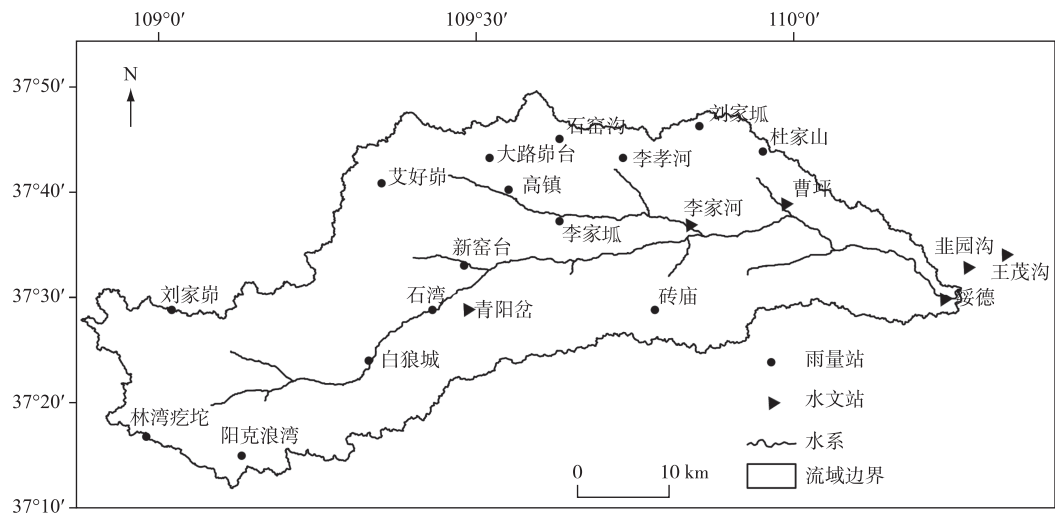 109°0′ 109°30′ 110°0′
37°50′
37°40′
37°30′
37°20′
37°10′
N
石窑沟
刘家坬
杜家山
大路峁台
李孝河
艾好峁
高镇
曹坪
李家河
李家坬
新窑台
韭园沟
王茂沟
刘家峁
石湾
青阳岔
砖庙
绥德
白狼城
林湾疙坨
阳克浪湾
雨量站
水文站
水系
流域边界
0 10 km